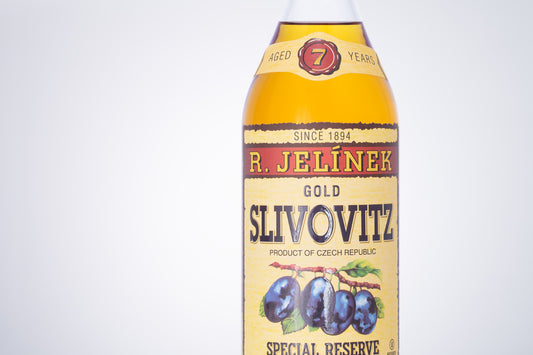 AGED 7 YEARS
SINCE 1894
R. JELÍNEK
GOLD
SLIVOVITZ
PRODUCT OF CZECH REPUBLIC
SPECIAL RESERVE